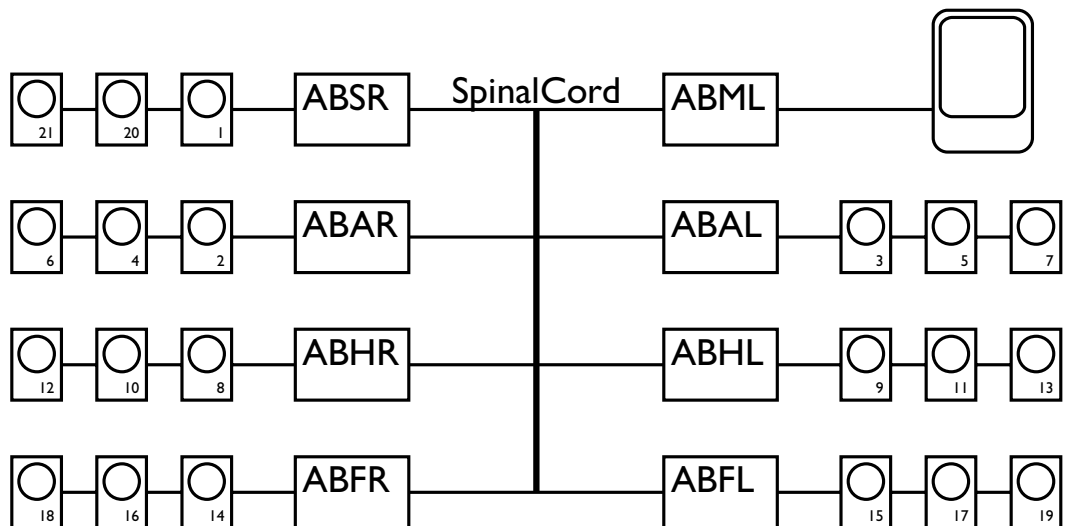 ABSR SpinalCord ABML
21 20 1
ABAR ABAL
6 4 2 3 5 7
ABHR ABHL
12 10 8 9 11 13
ABFR ABFL
18 16 14 15 17 19